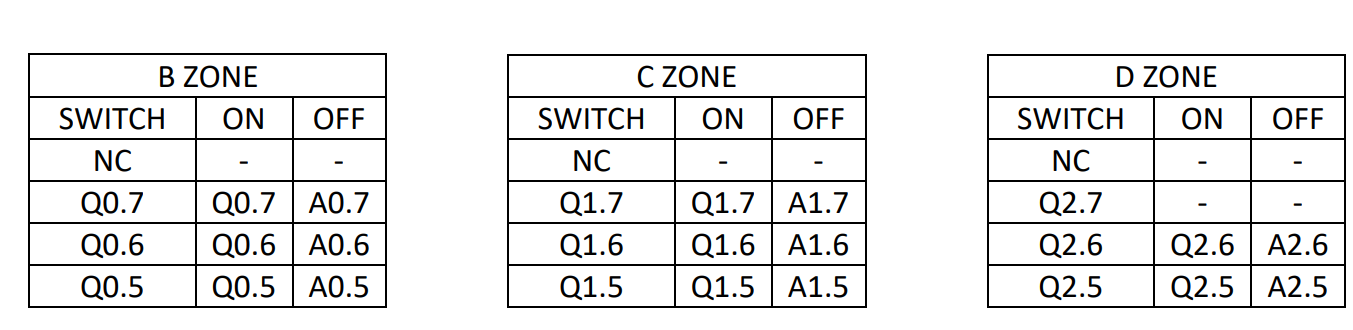 B ZONE
SWITCH ON OFF
NC - -
Q0.7 Q0.7 A0.7
Q0.6 Q0.6 A0.6
Q0.5 Q0.5 A0.5
C ZONE
SWITCH ON OFF
NC - -
Q1.7 Q1.7 A1.7
Q1.6 Q1.6 A1.6
Q1.5 Q1.5 A1.5
D ZONE
SWITCH ON OFF
NC - -
Q2.7 - -
Q2.6 Q2.6 A2.6
Q2.5 Q2.5 A2.5